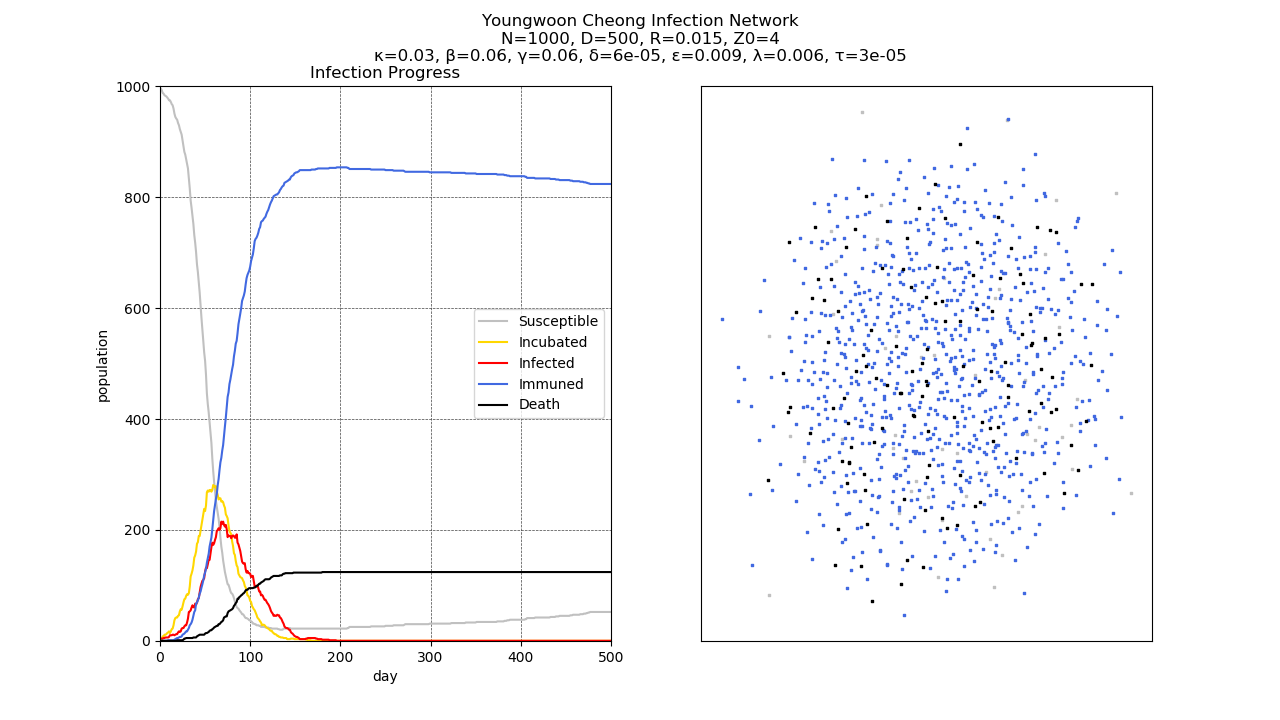 Youngwoon Cheong Infection Network
N=1000, D=500, R=0.015, Z0=4
κ=0.03, β=0.06, γ=0.06, δ=6e-05, ε=0.009, λ=0.006, τ=3e-05
Infection Progress
1000
800
600
400
200
0
population
0 100 200 300 400 500
day
Susceptible
Incubated
Infected
Immuned
Death